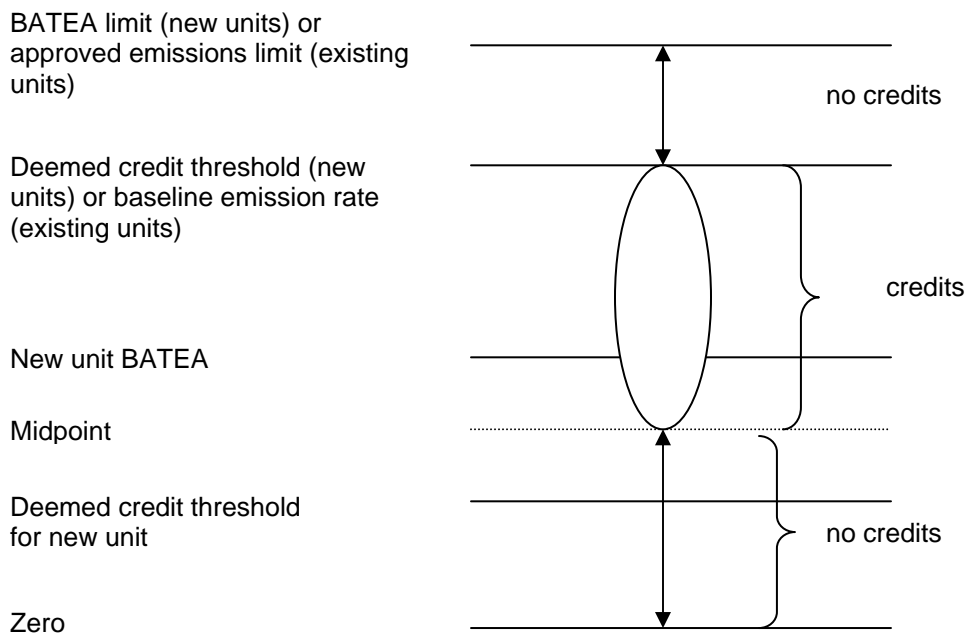 BATEA limit (new units) or
approved emissions limit (existing
units)
no credits
Deemed credit threshold (new
units) or baseline emission rate
(existing units)
credits
New unit BATEA
Midpoint
Deemed credit threshold
for new unit
no credits
Zero